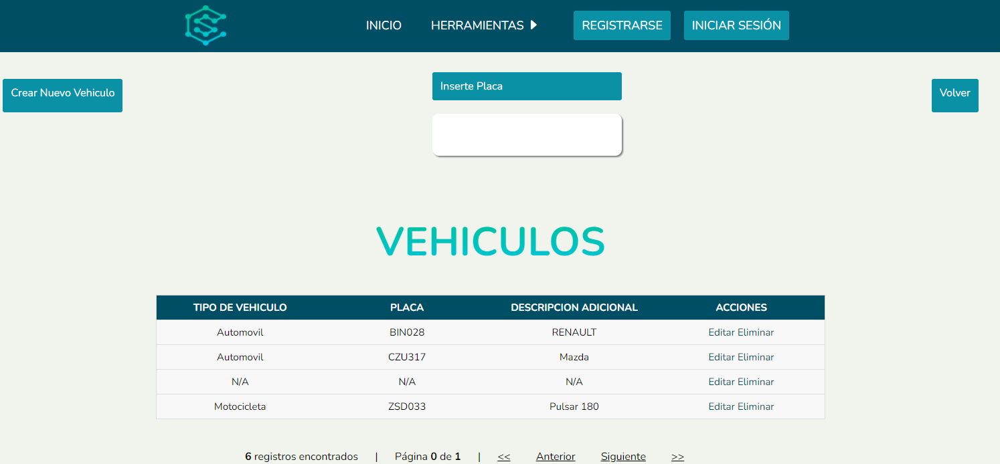 INICIO HERRAMIENTAS REGISTRARSE INICIAR SESIÓN
Crear Nuevo Vehiculo Inserte Placa Volver
VEHICULOS
TIPO DE VEHICULO PLACA DESCRIPCION ADICIONAL ACCIONES
Automovil BIN028 RENAULT Editar Eliminar
Automovil CZU317 Mazda Editar Eliminar
N/A N/A N/A Editar Eliminar
Motocicleta ZSD033 Pulsar 180 Editar Eliminar
6 registros encontrados | Página 0 de 1 | << Anterior Siguiente >>